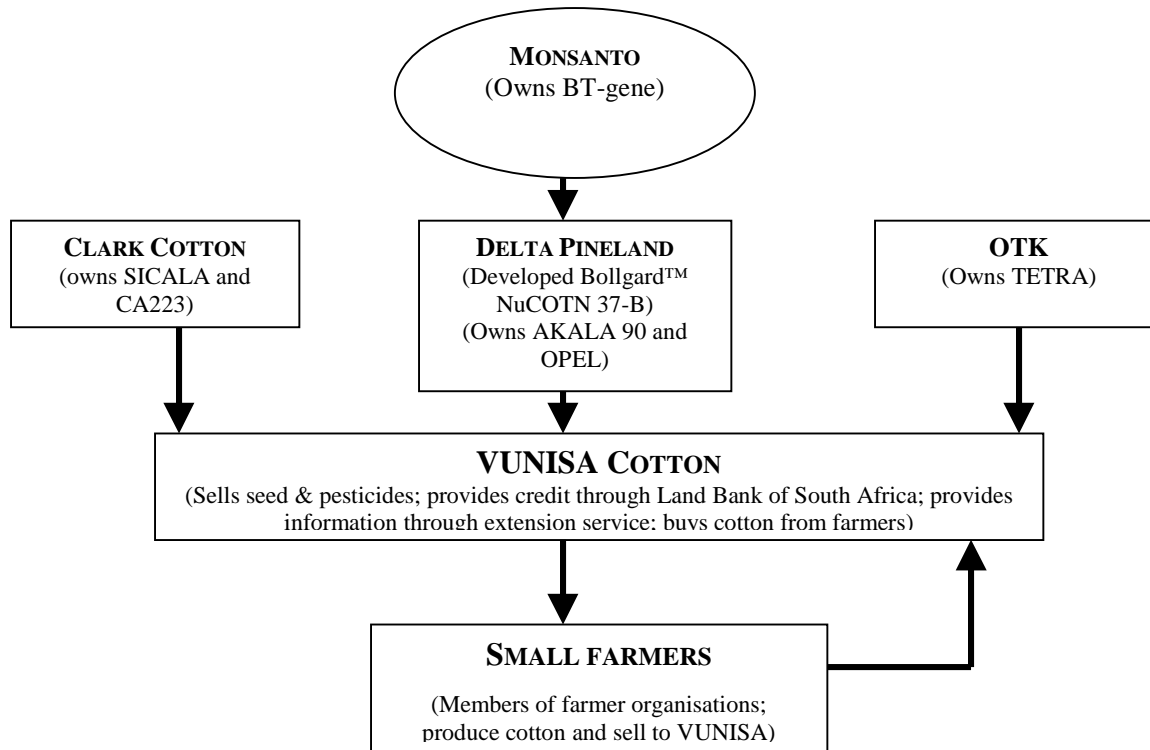 MONSANTO
(Owns BT-gene)
CLARK COTTON
(owns SICALA and
CA223)
DELTA PINELAND
(Developed Bollgard™
NuCOTN 37-B)
(Owns AKALA 90 and
OPEL)
OTK
(Owns TETRA)
VUNISA COTTON
(Sells seed & pesticides; provides credit through Land Bank of South Africa; provides
information through extension service; buys cotton from farmers)
SMALL FARMERS
(Members of farmer organisations;
produce cotton and sell to VUNISA)